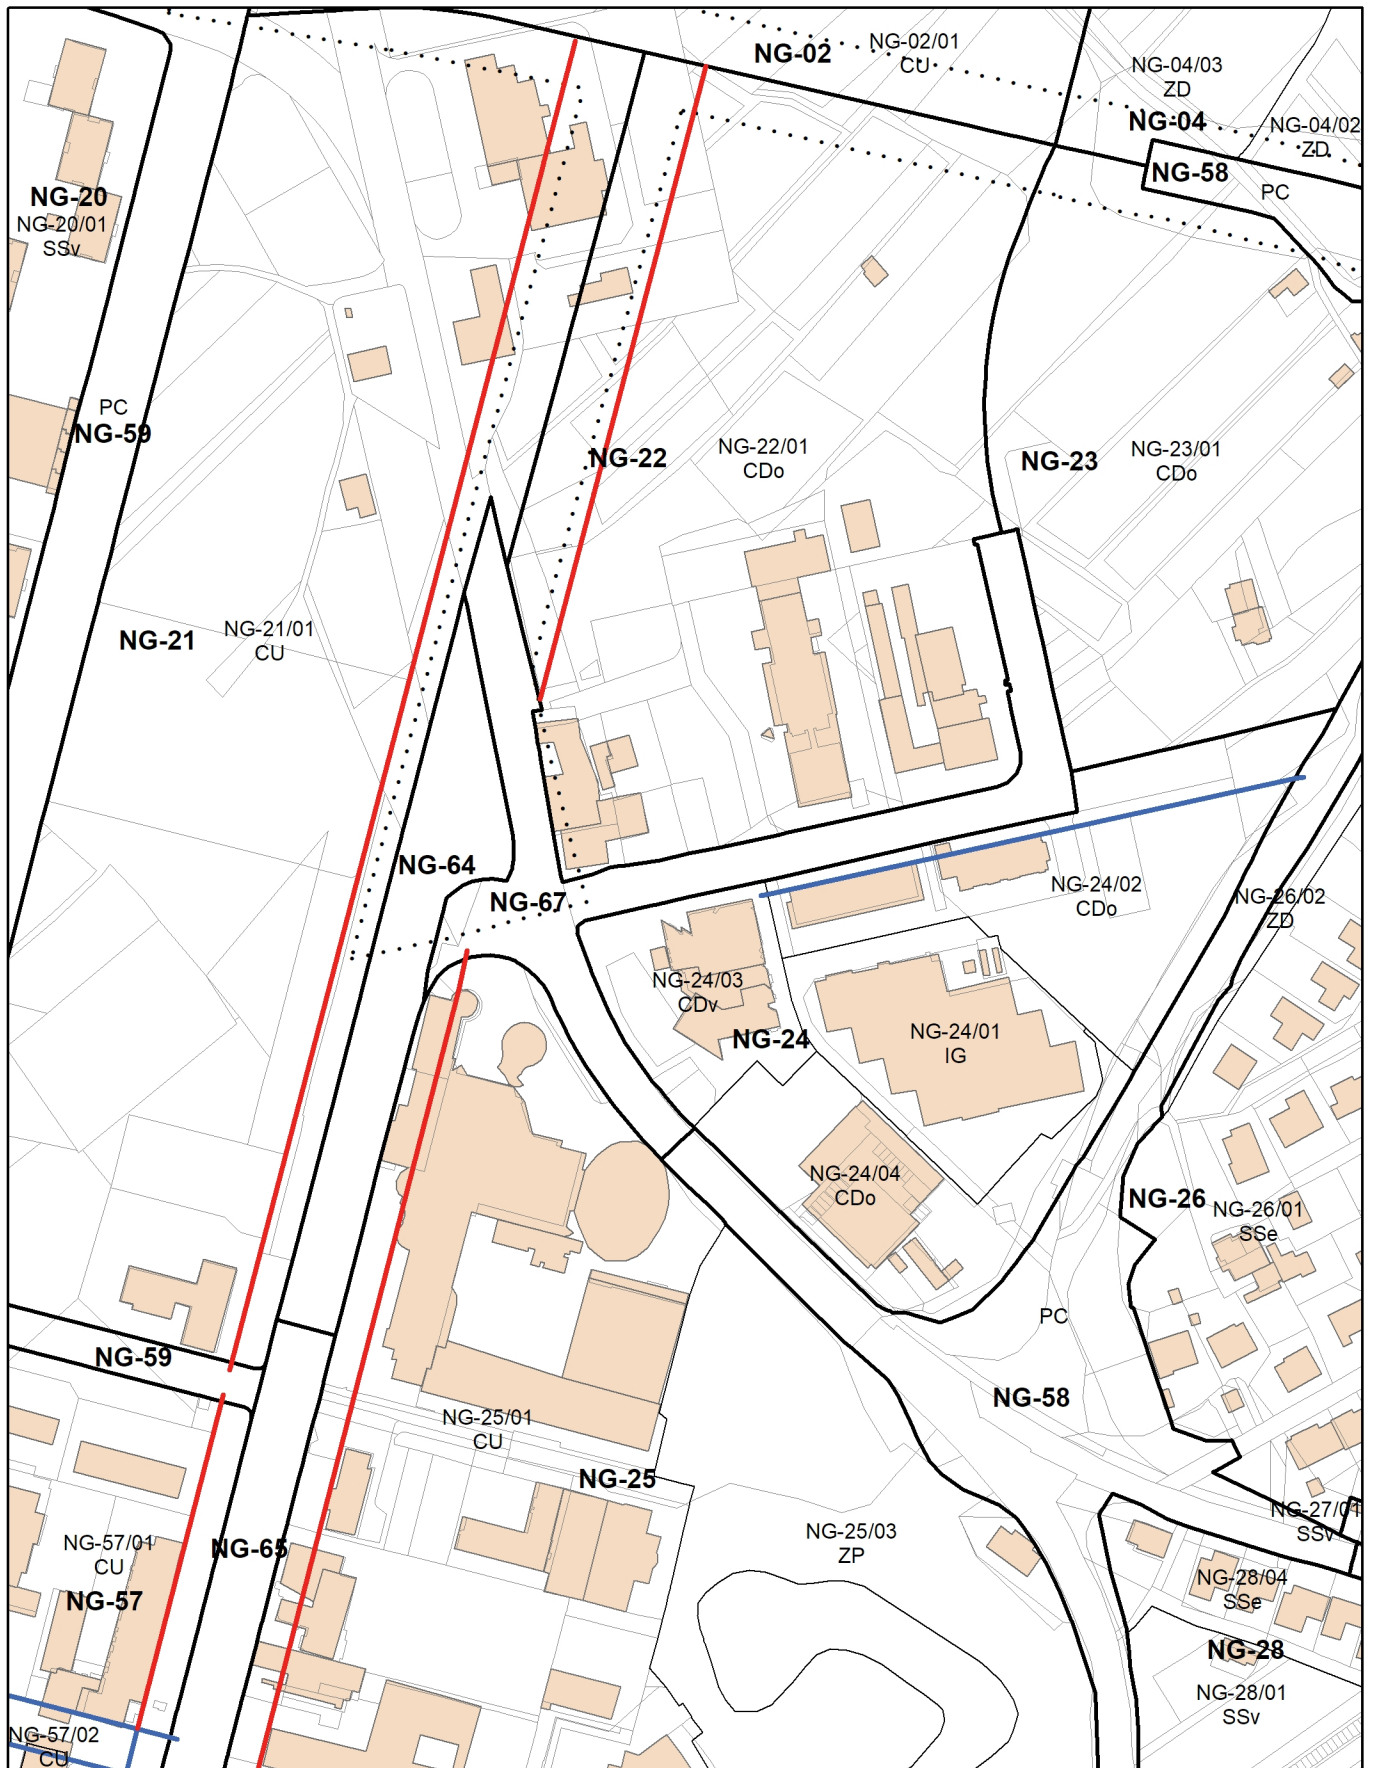 NG-02
NG-02/01
CU
NG-04/03
ZD
NG-04
NG-04/02
ZD
NG-58
PC
NG-20
NG-20/01
SSv
PC
NG-59
NG-22
NG-22/01
CDo
NG-23
NG-23/01
CDo
NG-21
NG-21/01
CU
NG-64
NG-67
NG-24/02
CDo
NG-26/02
ZD
NG-24/03
CDv
NG-24
NG-24/01
IG
NG-24/04
CDo
NG-26
NG-26/01
SSe
PC
NG-59
NG-58
NG-25/01
CU
NG-25
NG-25/03
ZP
NG-27/01
SSv
NG-57/01
CU
NG-57
NG-65
NG-28/04
SSe
NG-28
NG-28/01
SSv
NG-57/02
CU